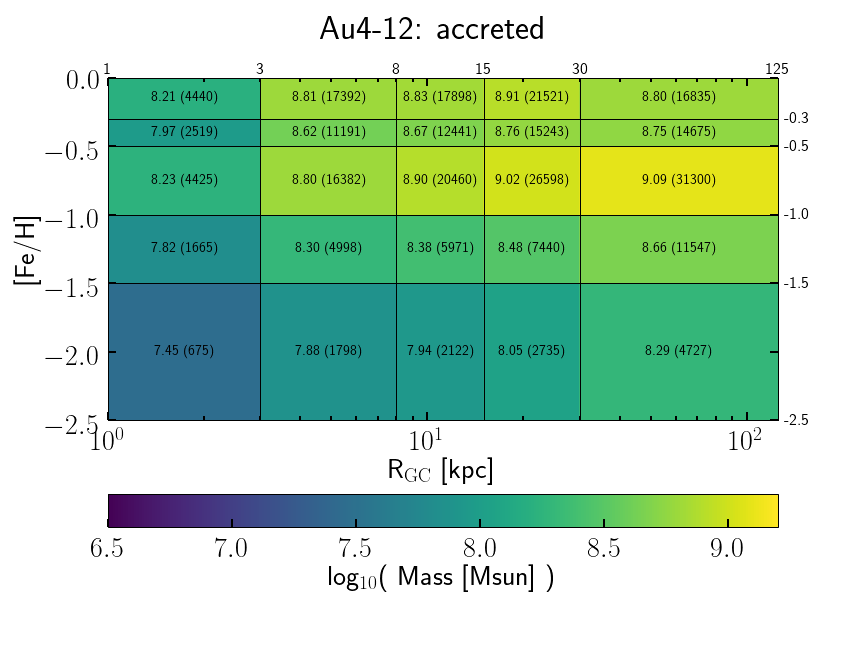 Au4-12: accreted
1 3 8 15 30 125
0.0
8.21 (4440) 8.81 (17392) 8.83 (17898) 8.91 (21521) 8.80 (16835)
-0.3
7.97 (2519) 8.62 (11191) 8.67 (12441) 8.76 (15243) 8.75 (14675)
−0.5 -0.5
8.23 (4425) 8.80 (16382) 8.90 (20460) 9.02 (26598) 9.09 (31300)
−1.0 -1.0
[Fe/H]
7.82 (1665) 8.30 (4998) 8.38 (5971) 8.48 (7440) 8.66 (11547)
−1.5 -1.5
7.45 (675) 7.88 (1798) 7.94 (2122) 8.05 (2735) 8.29 (4727)
−2.0
−2.5 -2.5
10⁰ 10¹ 10²
R_GC [kpc]
6.5 7.0 7.5 8.0 8.5 9.0
log₁₀( Mass [Msun] )